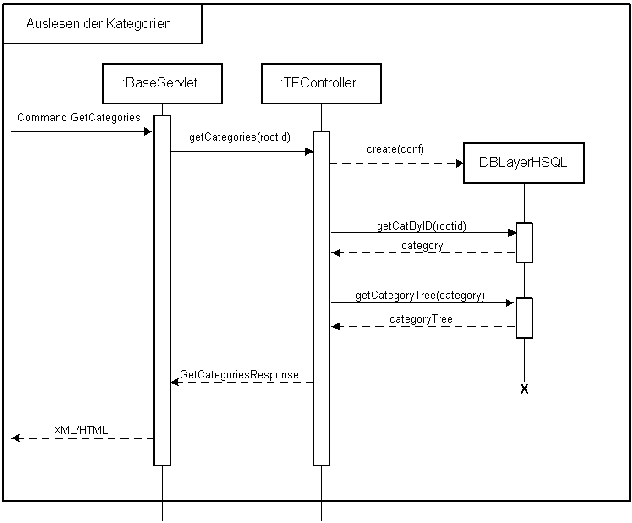 Auslesen der Kategorien
:BaseServlet
:TEController
Command GetCategories
getCategories(rootid)
create(conf)
DBLayerHSQL
getCatByID(rootid)
category
getCategoryTree(category)
categoryTree
GetCategoriesResponse
X
XML/HTML